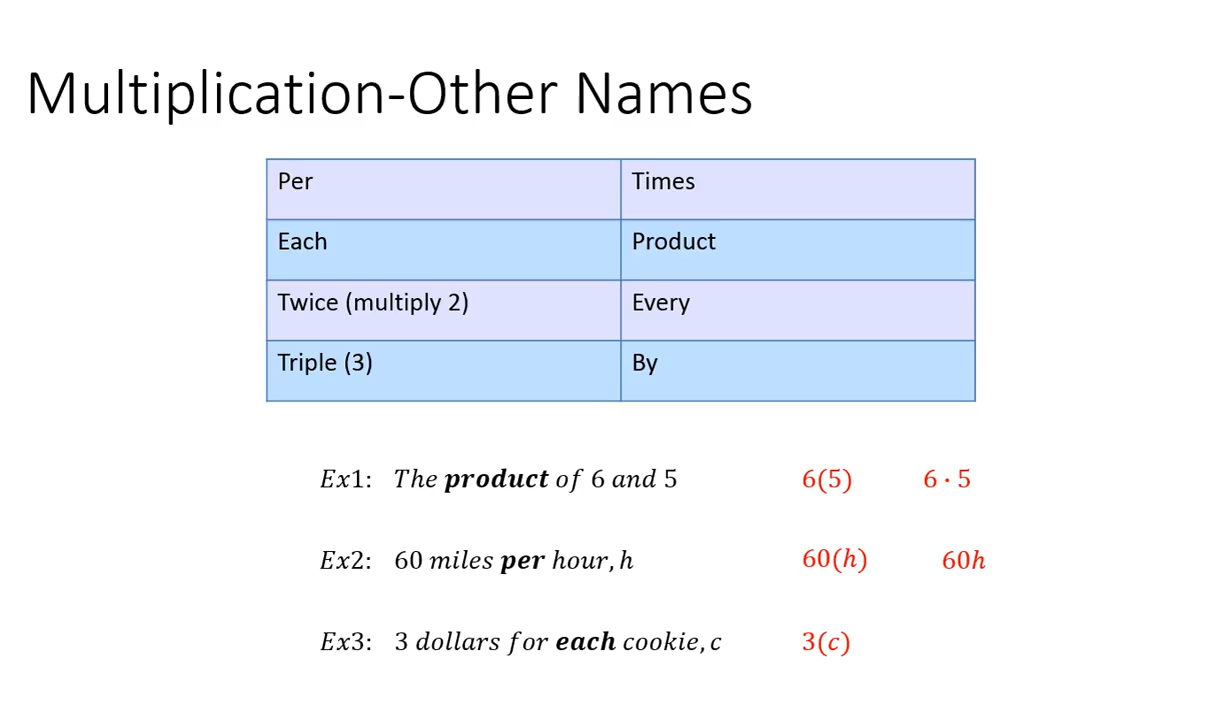 Multiplication-Other Names
Per Times
Each Product
Twice (multiply 2) Every
Triple (3) By
Ex1: The product of 6 and 5 6(5) 6 · 5
Ex2: 60 miles per hour, h 60(h) 60h
Ex3: 3 dollars for each cookie, c 3(c)